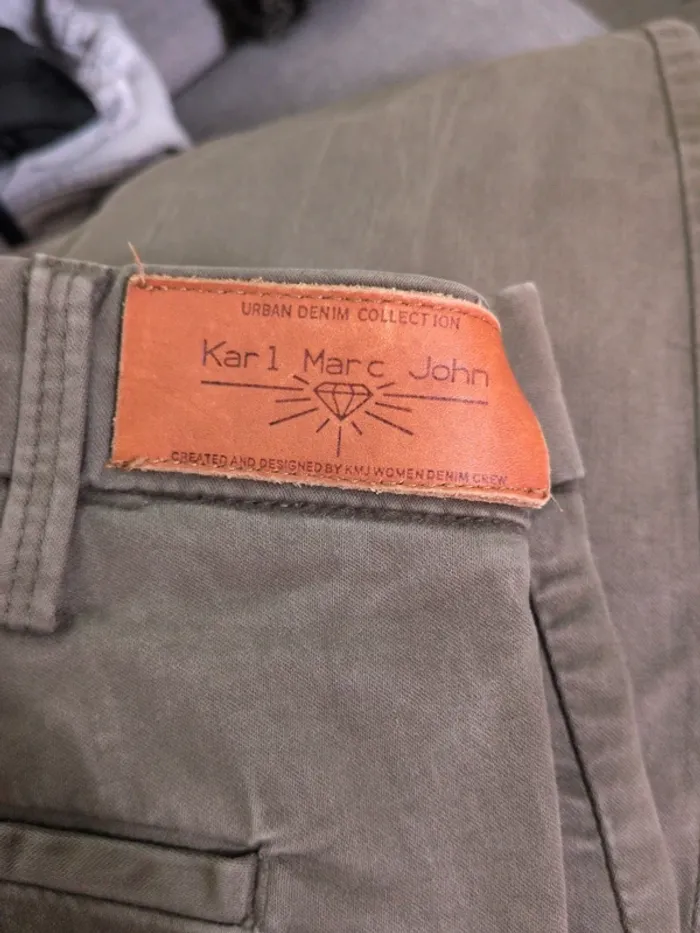 URBAN DENIM COLLECTION
Karl Marc John
CREATED AND DESIGNED BY KMJ WOMEN DENIM CREW